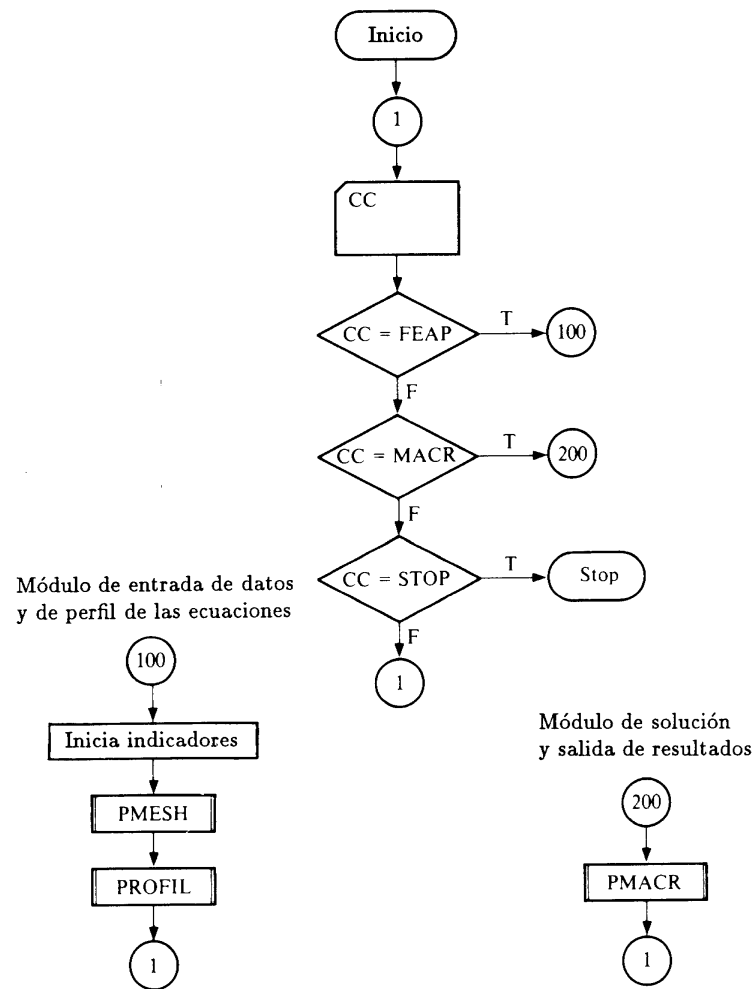 Inicio
1
CC
CC = FEAP
T
100
F
CC = MACR
T
200
F
CC = STOP
T
Stop
F
1
Módulo de entrada de datos
y de perfil de las ecuaciones
100
Inicia indicadores
PMESH
PROFIL
1
Módulo de solución
y salida de resultados
200
PMACR
1